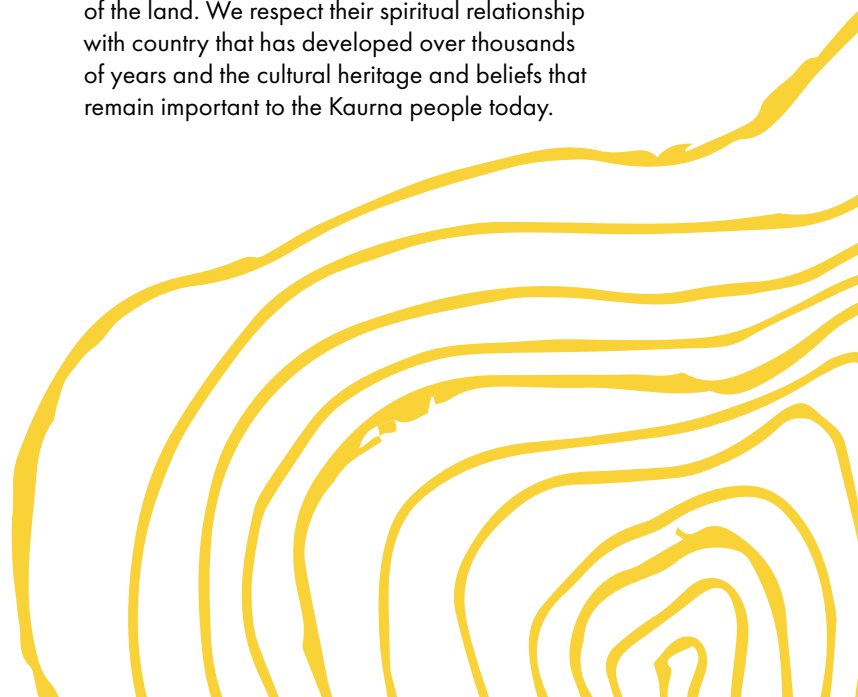 of the land. We respect their spiritual relationship
with country that has developed over thousands
of years and the cultural heritage and beliefs that
remain important to the Kaurna people today.